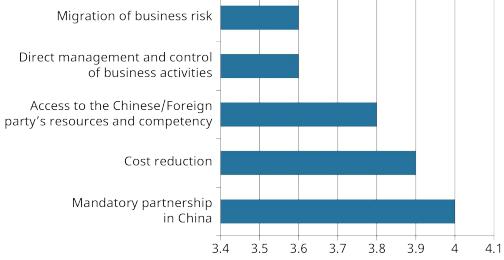 Migration of business risk
Direct management and control
of business activities
Access to the Chinese/Foreign
party's resources and competency
Cost reduction
Mandatory partnership
in China
3.4 3.5 3.6 3.7 3.8 3.9 4 4.1